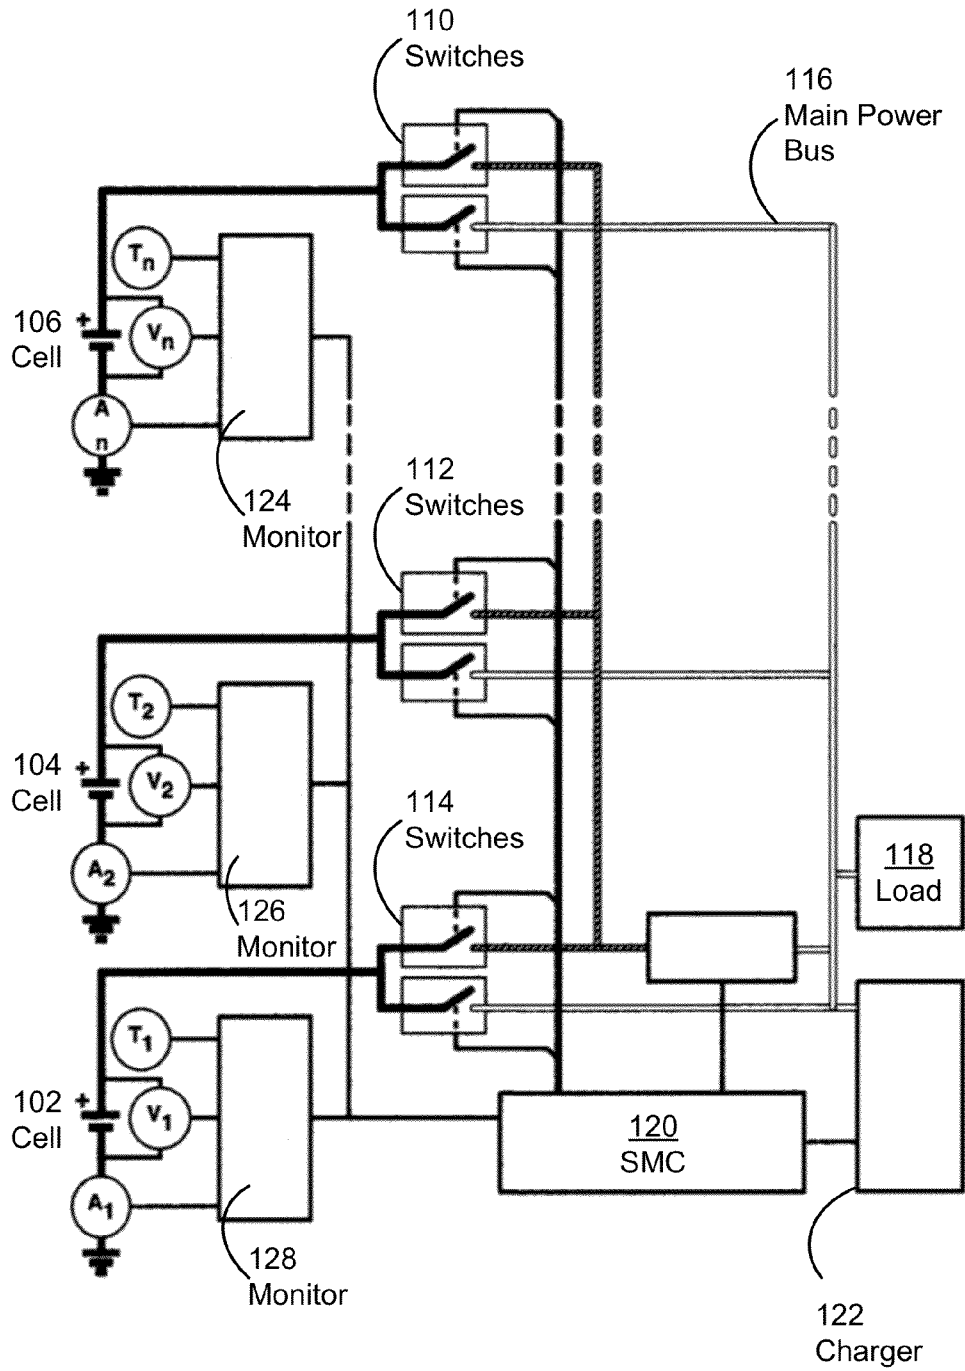 110
Switches
116
Main Power
Bus
Tn
106
Cell
+
Vn
A
n
124
Monitor
112
Switches
T2
104
Cell
+
V2
A2
126
Monitor
114
Switches
118
Load
T1
102
Cell
+
V1
A1
128
Monitor
120
SMC
122
Charger